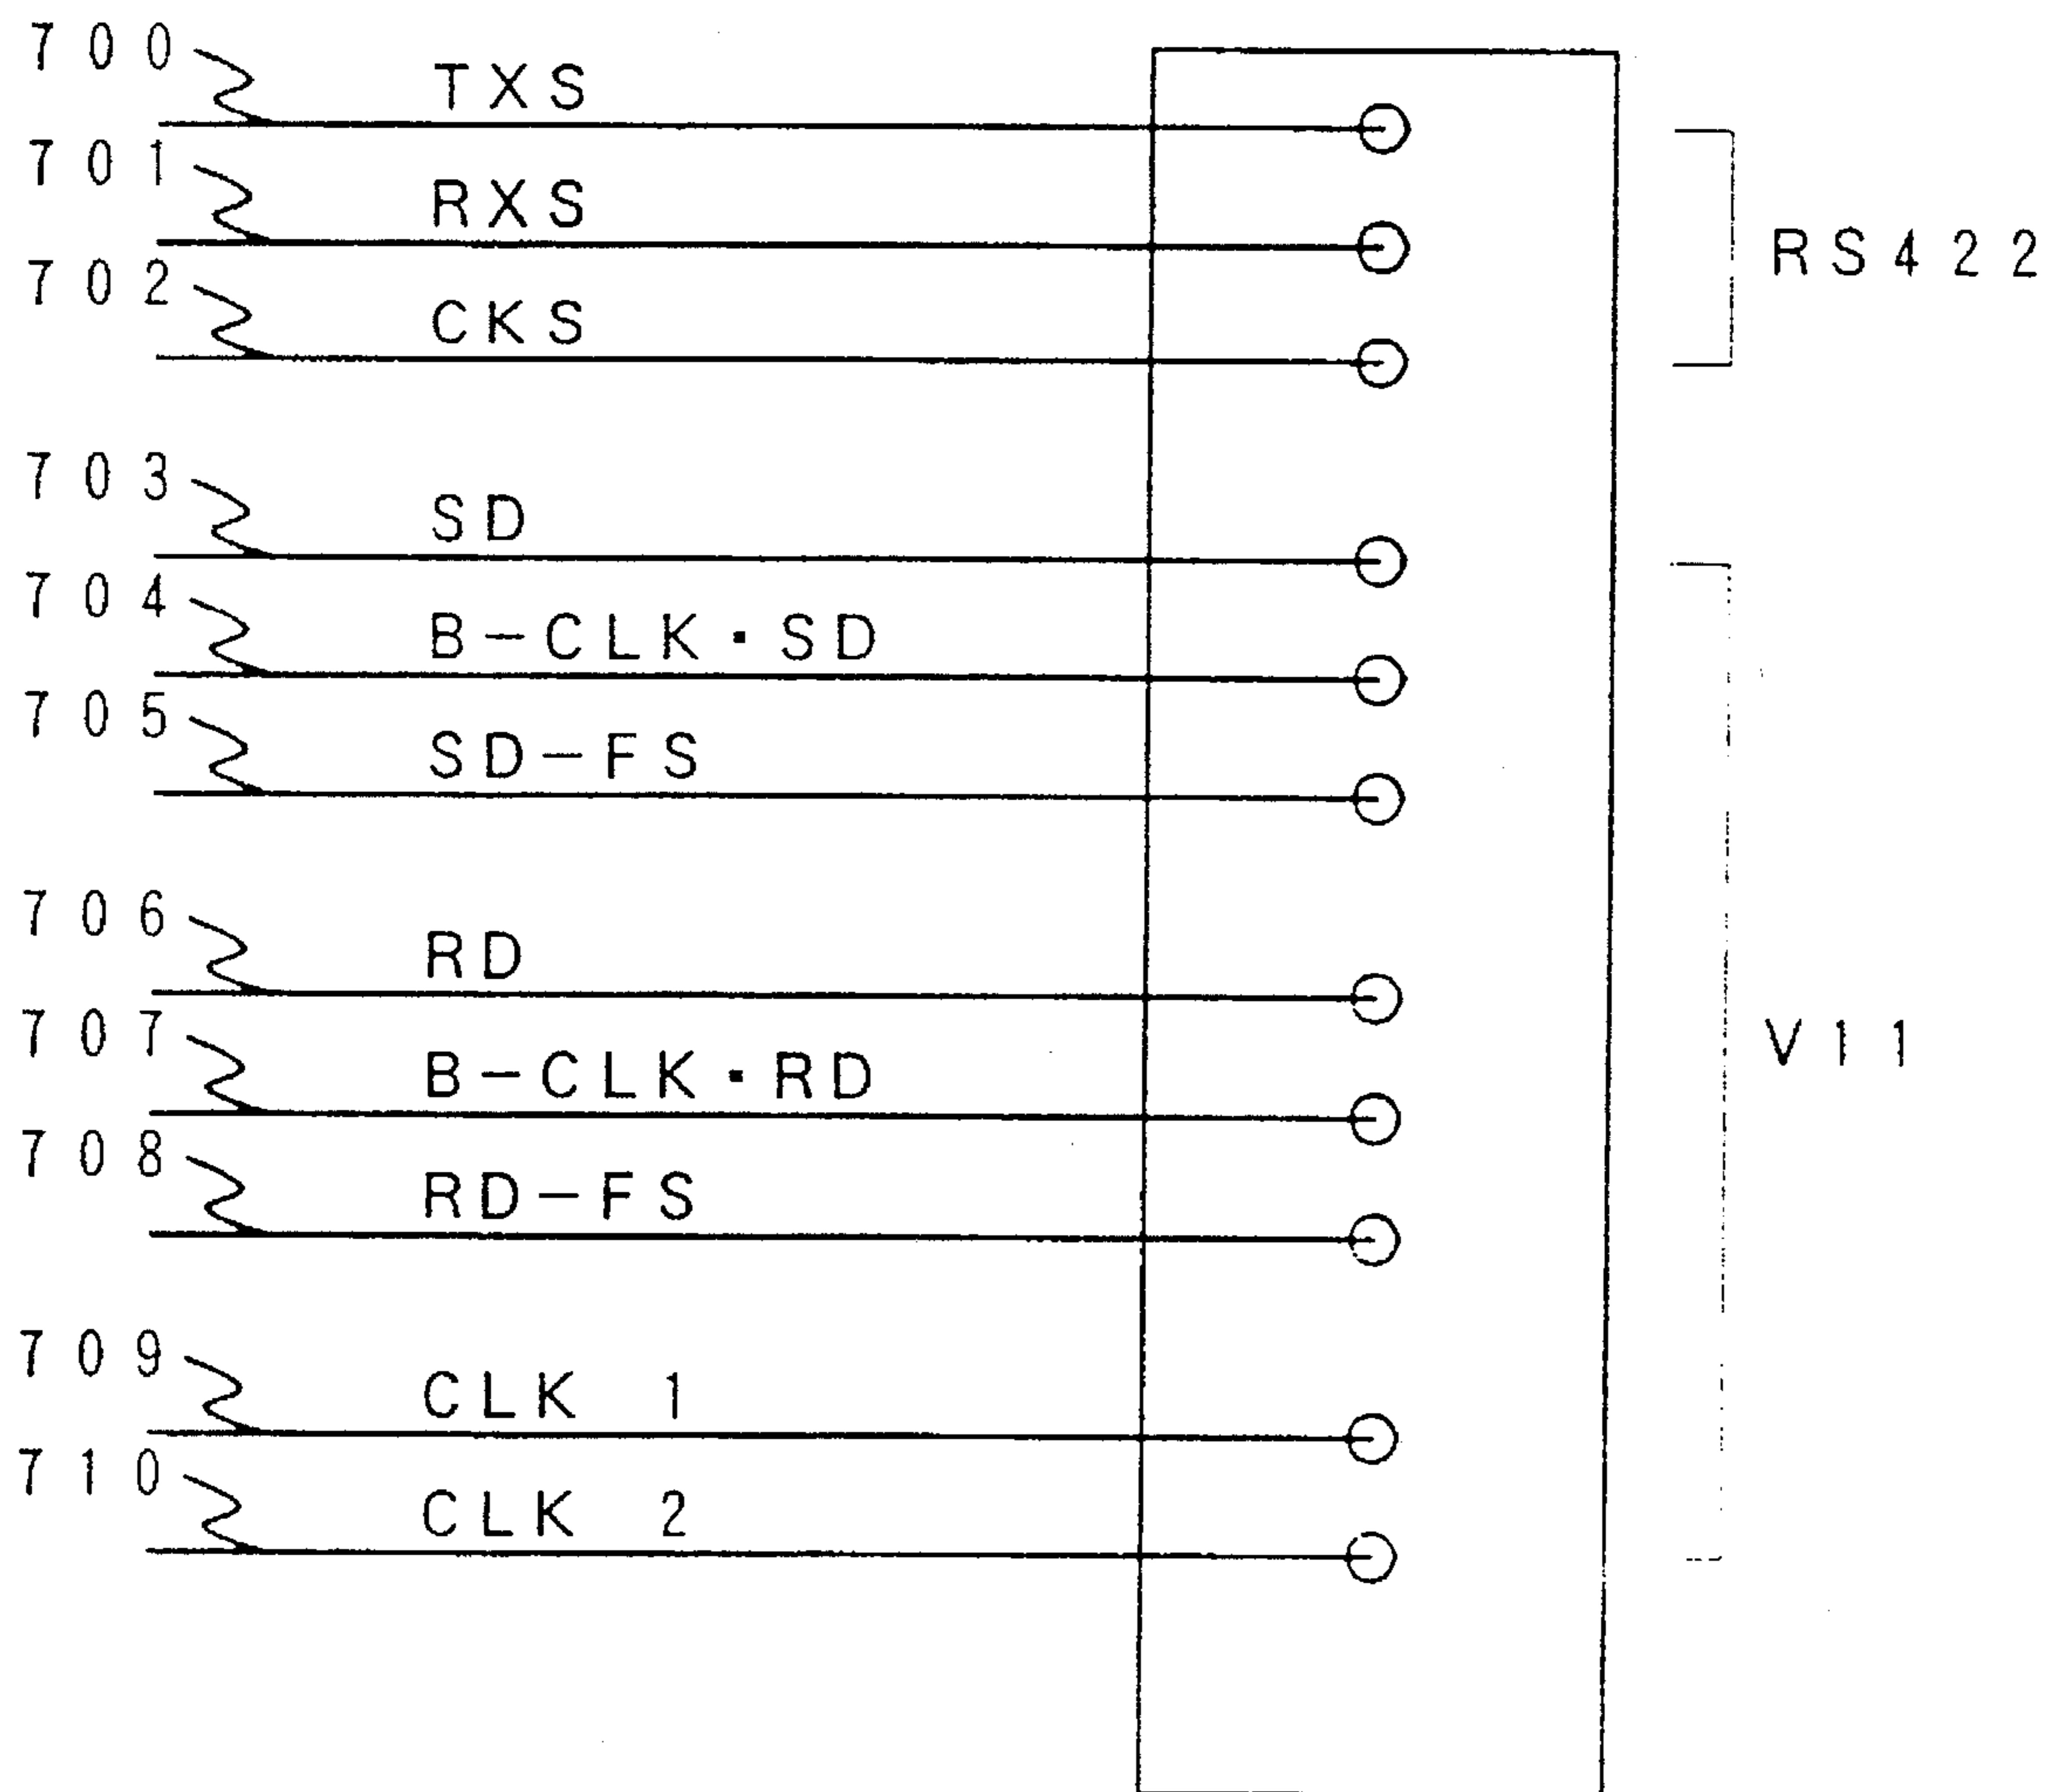 700
TXS
701
RXS
RS422
702
CKS
703
SD
704
B-CLK·SD
705
SD-FS
706
RD
707
B-CLK·RD
V11
708
RD-FS
709
CLK 1
710
CLK 2